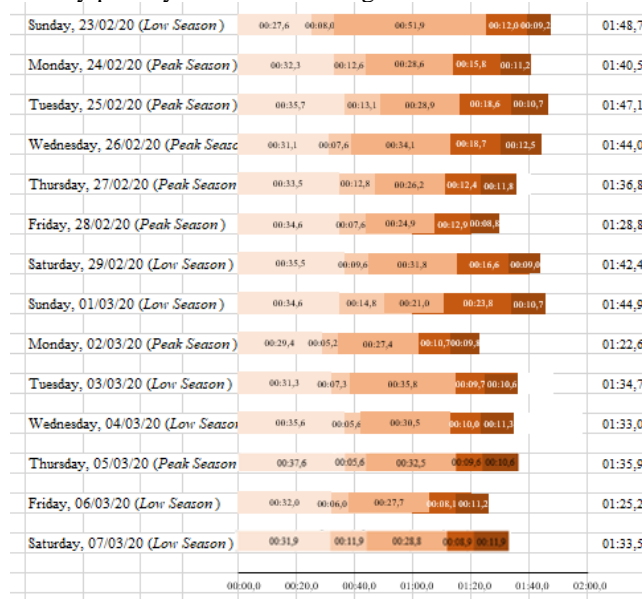 Sunday, 23/02/20 (Low Season) 00:27,6 00:08,0 00:51,9 00:12,0 00:09,2 01:48,7
Monday, 24/02/20 (Peak Season) 00:32,3 00:12,6 00:28,6 00:15,8 00:11,2 01:40,5
Tuesday, 25/02/20 (Peak Season) 00:35,7 00:13,1 00:28,9 00:18,6 00:10,7 01:47,1
Wednesday, 26/02/20 (Peak Seasc 00:31,1 00:07,6 00:34,1 00:18,7 00:12,5 01:44,0
Thursday, 27/02/20 (Peak Season 00:33,5 00:12,8 00:26,2 00:12,4 00:11,8 01:36,8
Friday, 28/02/20 (Peak Season) 00:34,6 00:07,6 00:24,9 00:12,9 00:08,8 01:28,8
Saturday, 29/02/20 (Low Season) 00:35,5 00:09,6 00:31,8 00:16,6 00:09,0 01:42,4
Sunday, 01/03/20 (Low Season) 00:34,6 00:14,8 00:21,0 00:23,8 00:10,7 01:44,9
Monday, 02/03/20 (Peak Season) 00:29,4 00:05,2 00:27,4 00:10,7 00:09,8 01:22,6
Tuesday, 03/03/20 (Low Season) 00:31,3 00:07,3 00:35,8 00:09,7 00:10,6 01:34,7
Wednesday, 04/03/20 (Low Seasor 00:35,6 00:05,6 00:30,5 00:10,0 00:11,3 01:33,0
Thursday, 05/03/20 (Peak Season 00:37,6 00:05,6 00:32,5 00:09,6 00:10,6 01:35,9
Friday, 06/03/20 (Low Season) 00:32,0 00:06,0 00:27,7 00:08,1 00:11,2 01:25,2
Saturday, 07/03/20 (Low Season) 00:31,9 00:11,9 00:28,8 00:08,9 00:11,9 01:33,5
00:00,0 00:20,0 00:40,0 01:00,0 01:20,0 01:40,0 02:00,0